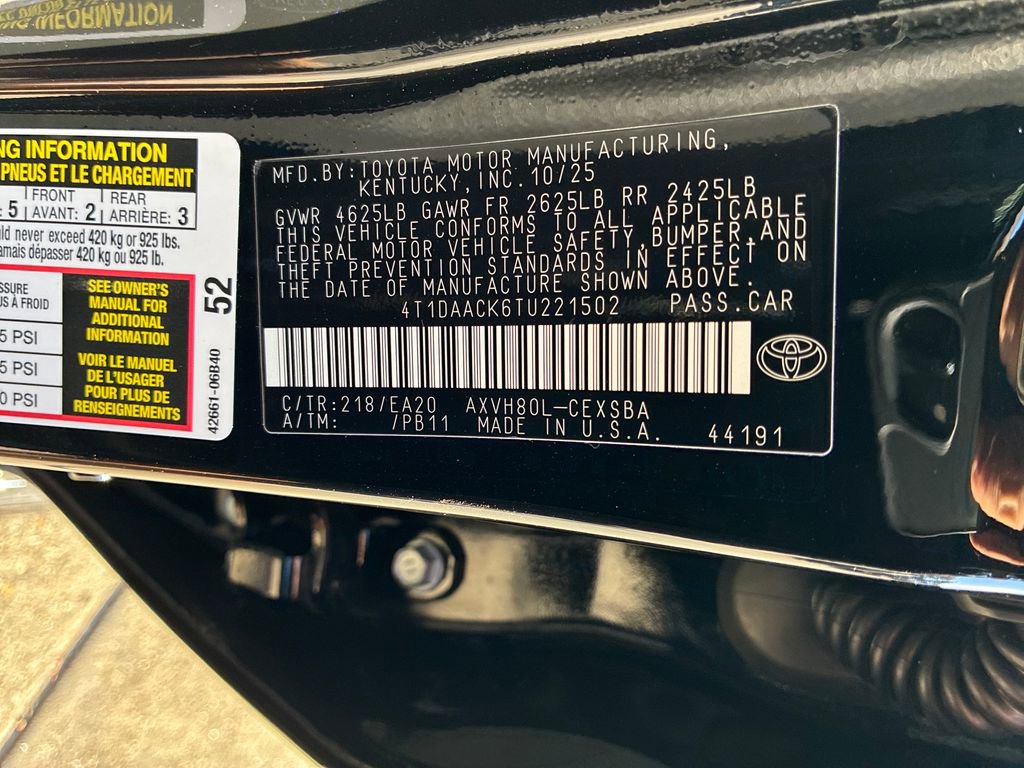 NG INFORMATION
PNEUS ET LE CHARGEMENT
5 FRONT AVANT: 2 REAR ARRIÈRE: 3
never exceed 420 kg or 925 lbs.
amais dépasser 420 kg ou 925 lb.
À FROID
SEE OWNER'S
MANUAL FOR
ADDITIONAL
INFORMATION
5 PSI
5 PSI
0 PSI
VOIR LE MANUEL
DE L'USAGER
POUR PLUS DE
RENSEIGNEMENTS
52
42661-06B40
MFD.BY:TOYOTA MOTOR MANUFACTURING,
KENTUCKY,INC.10/25
GVWR 4625LB GAWR FR 2625LB RR 2425LB
THIS VEHICLE CONFORMS TO ALL APPLICABLE
FEDERAL MOTOR VEHICLE SAFETY,BUMPER,AND
THEFT PREVENTION STANDARDS IN EFFECT ON
THE DATE OF MANUFACTURE SHOWN ABOVE.
4T1DAACK6TU221502 PASS.CAR
C/TR:218/EA20 AXVH80L-CEXSBA
A/TM: /PB11 MADE IN U.S.A. 44191